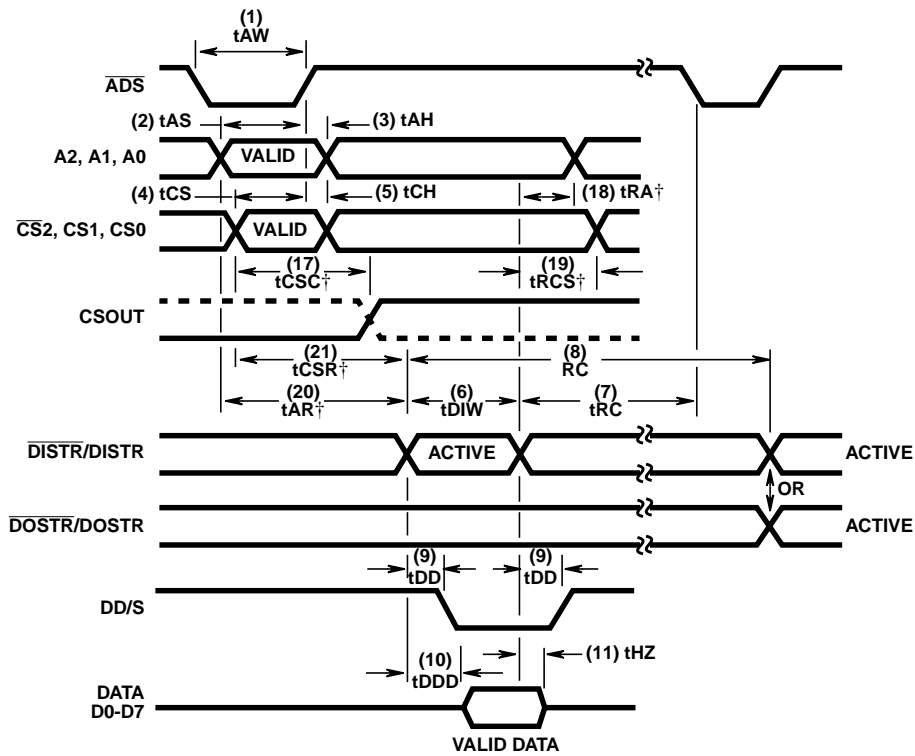 (1)
tAW
ADS
(2) tAS
(3) tAH
A2, A1, A0
VALID
(4) tCS
(5) tCH
(18) tRA†
CS2, CS1, CS0
VALID
(17)
tCSC†
(19)
tRCS†
CSOUT
(21)
tCSR†
(8)
RC
(20)
tAR†
(6)
tDIW
(7)
tRC
DISTR/DISTR
ACTIVE
ACTIVE
OR
DOSTR/DOSTR
ACTIVE
(9)
tDD
(9)
tDD
DD/S
(10)
tDDD
(11) tHZ
DATA
D0-D7
VALID DATA